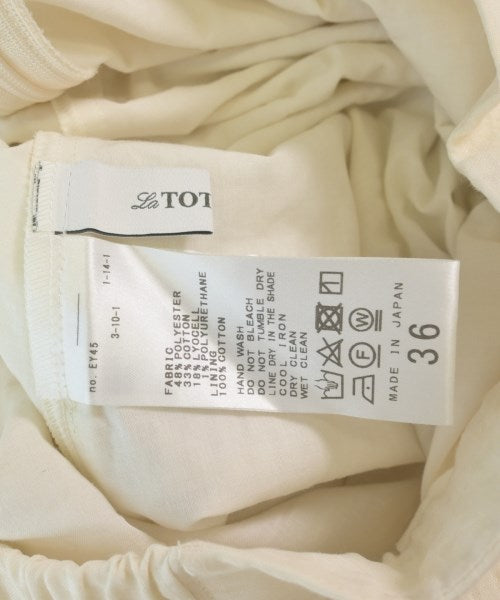 La TOT
no. EY45
3-10-1
1-14-1
FABRIC
48% POLYESTER
33% COTTON
18% LYOCELL
1% POLYURETHANE
LINING
100% COTTON
HAND WASH
DO NOT BLEACH
DO NOT TUMBLE DRY
LINE DRY IN THE SHADE
COOL IRON
DRY CLEAN
WET CLEAN
F
W
MADE IN JAPAN
36